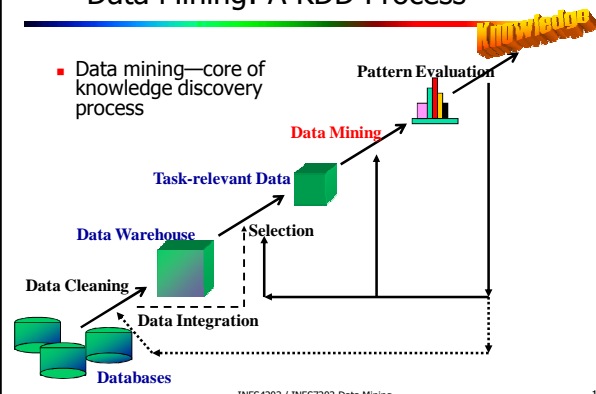 Data Mining: A KDD Process
Knowledge
Data mining—core of
knowledge discovery
process
Pattern Evaluation
Data Mining
Task-relevant Data
Selection
Data Warehouse
Data Cleaning
Data Integration
Databases
INFS4203 / INFS7203 Data Mining
1